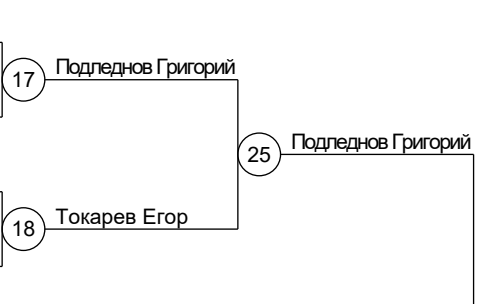 17 Подледнов Григорий
25 Подледнов Григорий
18 Токарев Егор